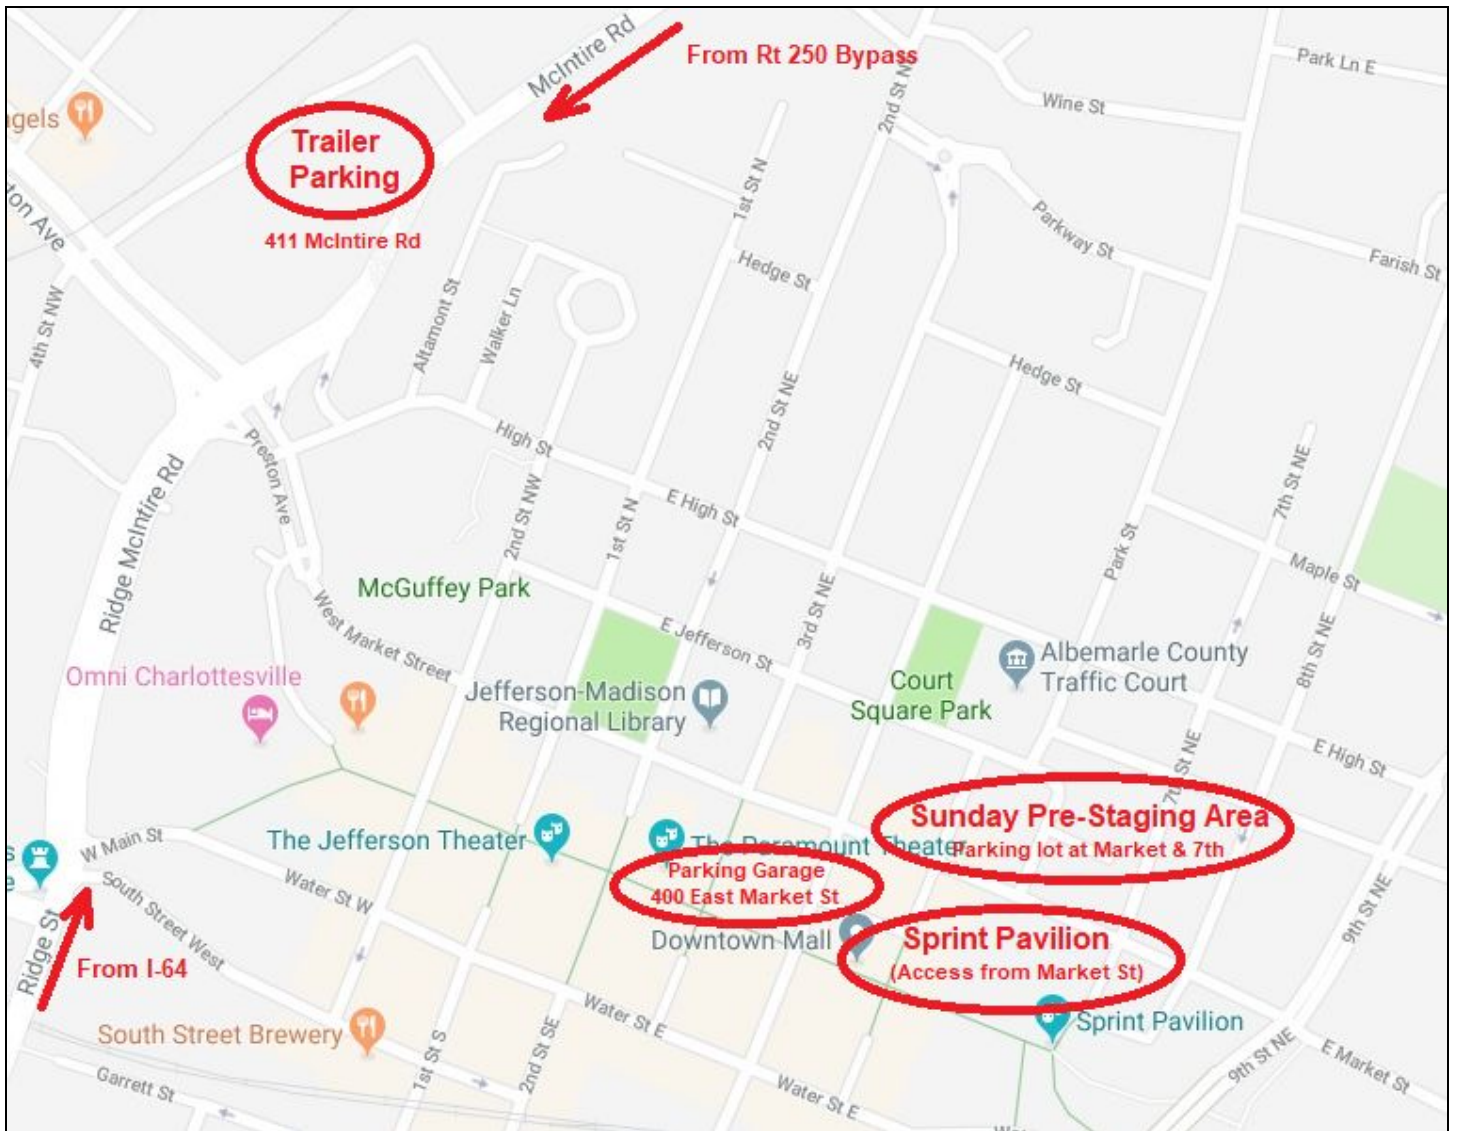 McIntire Rd
From Rt 250 Bypass
2nd St N
Park Ln E
Wine St
agels
Trailer
Parking
411 McIntire Rd
ton Ave
4th St NW
1st St N
Hedge St
Parkway St
Farish St
Altamont St
Walker Ln
2nd St NE
Hedge St
High St
Preston Ave
Ridge McIntire Rd
2nd St NW
1st St N
E High St
7th St NE
Park St
Maple St
McGuffey Park
West Market Street
E Jefferson St
3rd St NE
8th St NE
Albemarle County
Traffic Court
Court
Square Park
Omni Charlottesville
Jefferson-Madison
Regional Library
7th St NE
E High St
Sunday Pre-Staging Area
Parking lot at Market & 7th
The Jefferson Theater
The Paramount Theater
Parking Garage
400 East Market St
s
e
W Main St
South Street West
Water St W
Downtown Mall
Sprint Pavilion
(Access from Market St)
9th St NE
Ridge St
From I-64
South Street Brewery
Water St E
Sprint Pavilion
9th St NE
E Market St
Garrett St
1st St S
2nd St SE
Water St E